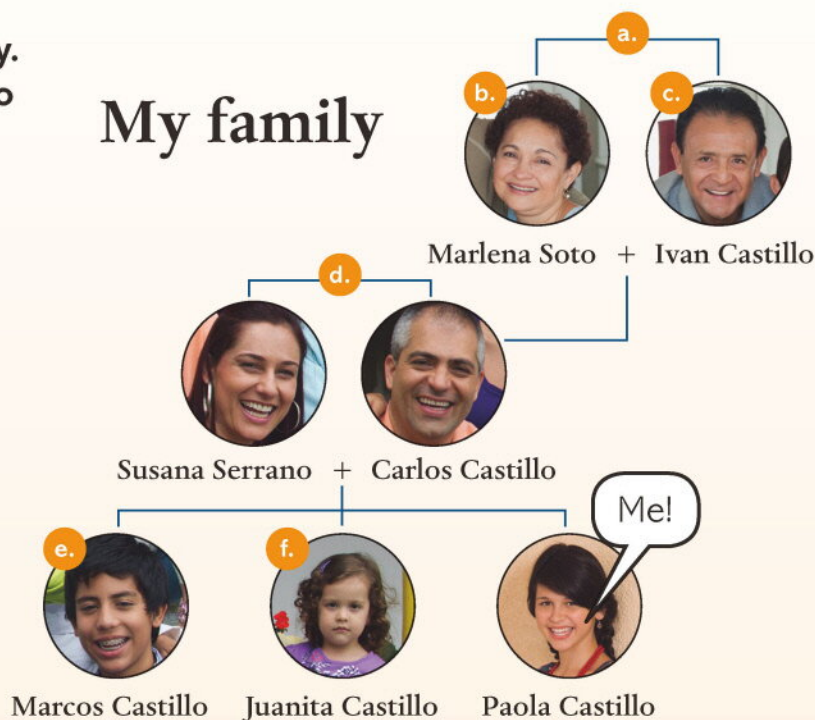 y.
o
My family
a.
b.
c.
Marlena Soto + Ivan Castillo
d.
Susana Serrano + Carlos Castillo
Me!
e.
f.
Marcos Castillo Juanita Castillo Paola Castillo